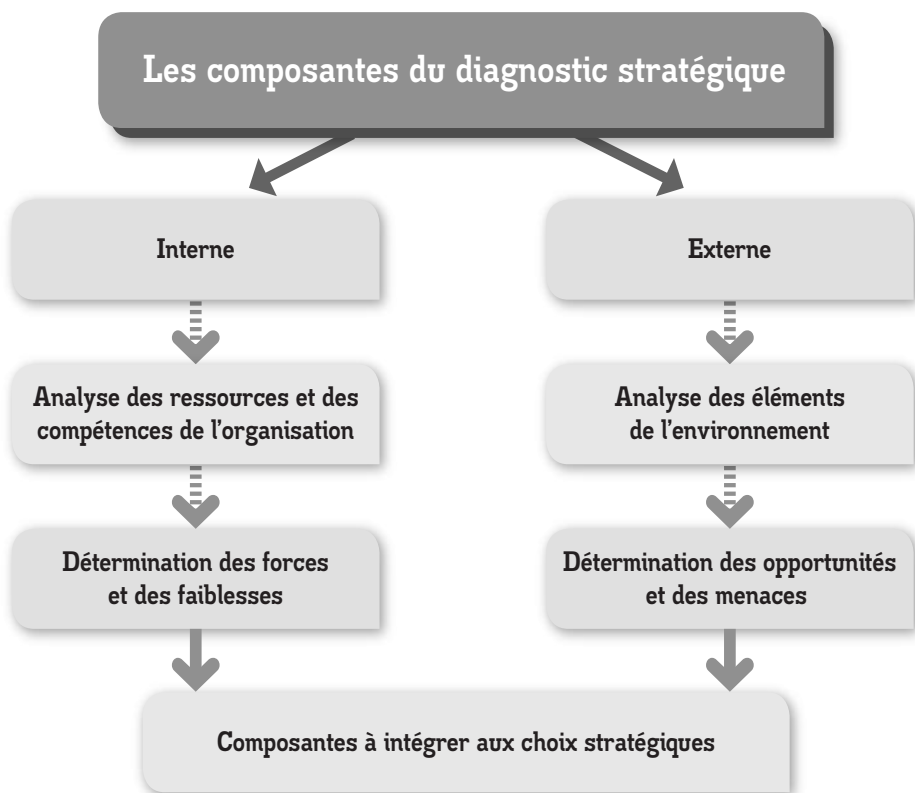 Les composantes du diagnostic stratégique
Interne
Externe
Analyse des ressources et des
compétences de l'organisation
Analyse des éléments
de l'environnement
Détermination des forces
et des faiblesses
Détermination des opportunités
et des menaces
Composantes à intégrer aux choix stratégiques